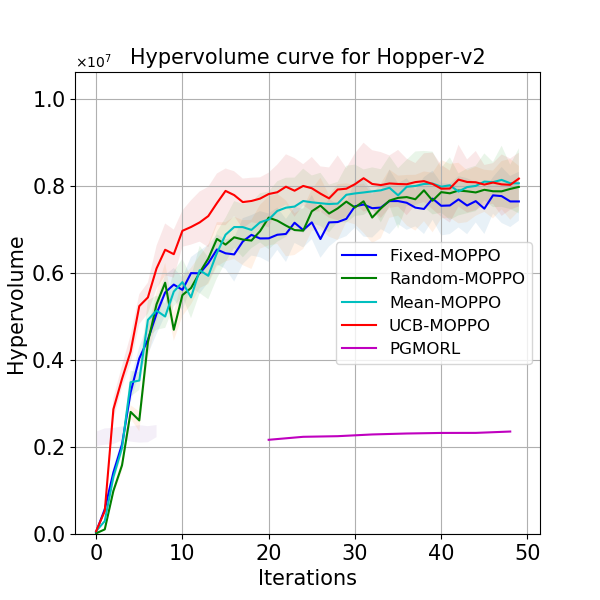 ×10⁷ Hypervolume curve for Hopper-v2
1.0
0.8
0.6
0.4
0.2
0.0
Hypervolume
Fixed-MOPPO
Random-MOPPO
Mean-MOPPO
UCB-MOPPO
PGMORL
0 10 20 30 40 50
Iterations